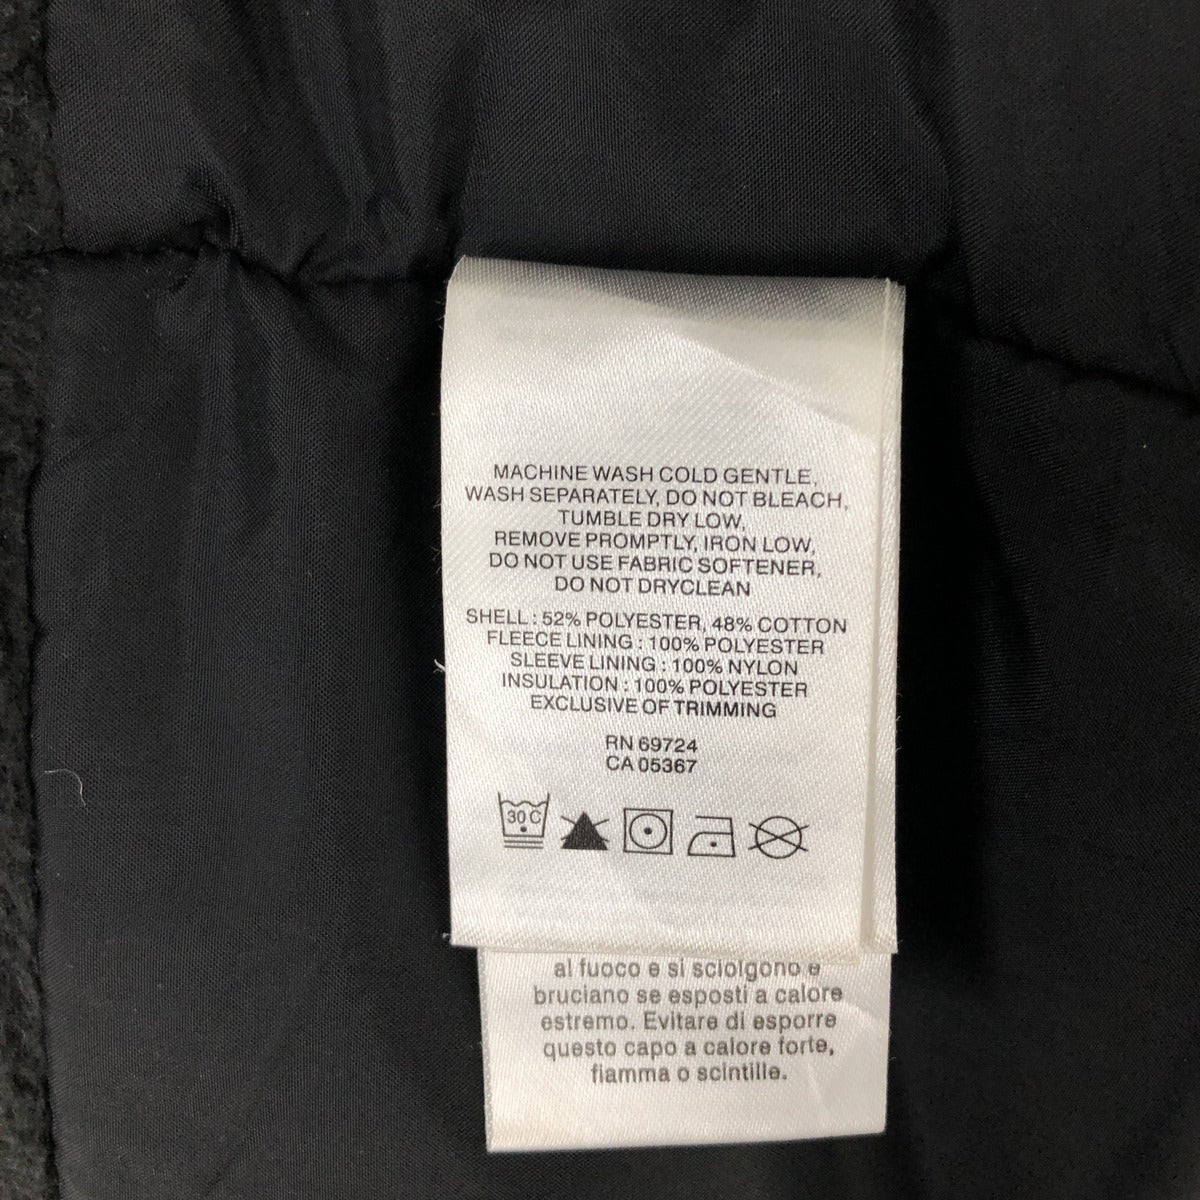 MACHINE WASH COLD GENTLE,
WASH SEPARATELY, DO NOT BLEACH,
TUMBLE DRY LOW,
REMOVE PROMPTLY, IRON LOW,
DO NOT USE FABRIC SOFTENER,
DO NOT DRYCLEAN
SHELL : 52% POLYESTER, 48% COTTON
FLEECE LINING : 100% POLYESTER
SLEEVE LINING : 100% NYLON
INSULATION : 100% POLYESTER
EXCLUSIVE OF TRIMMING
RN 69724
CA 05367
30 C
al fuoco e si sciolgono e
bruciano se esposti a calore
estremo. Evitare di esporre
questo capo a calore forte,
fiamma o scintille.